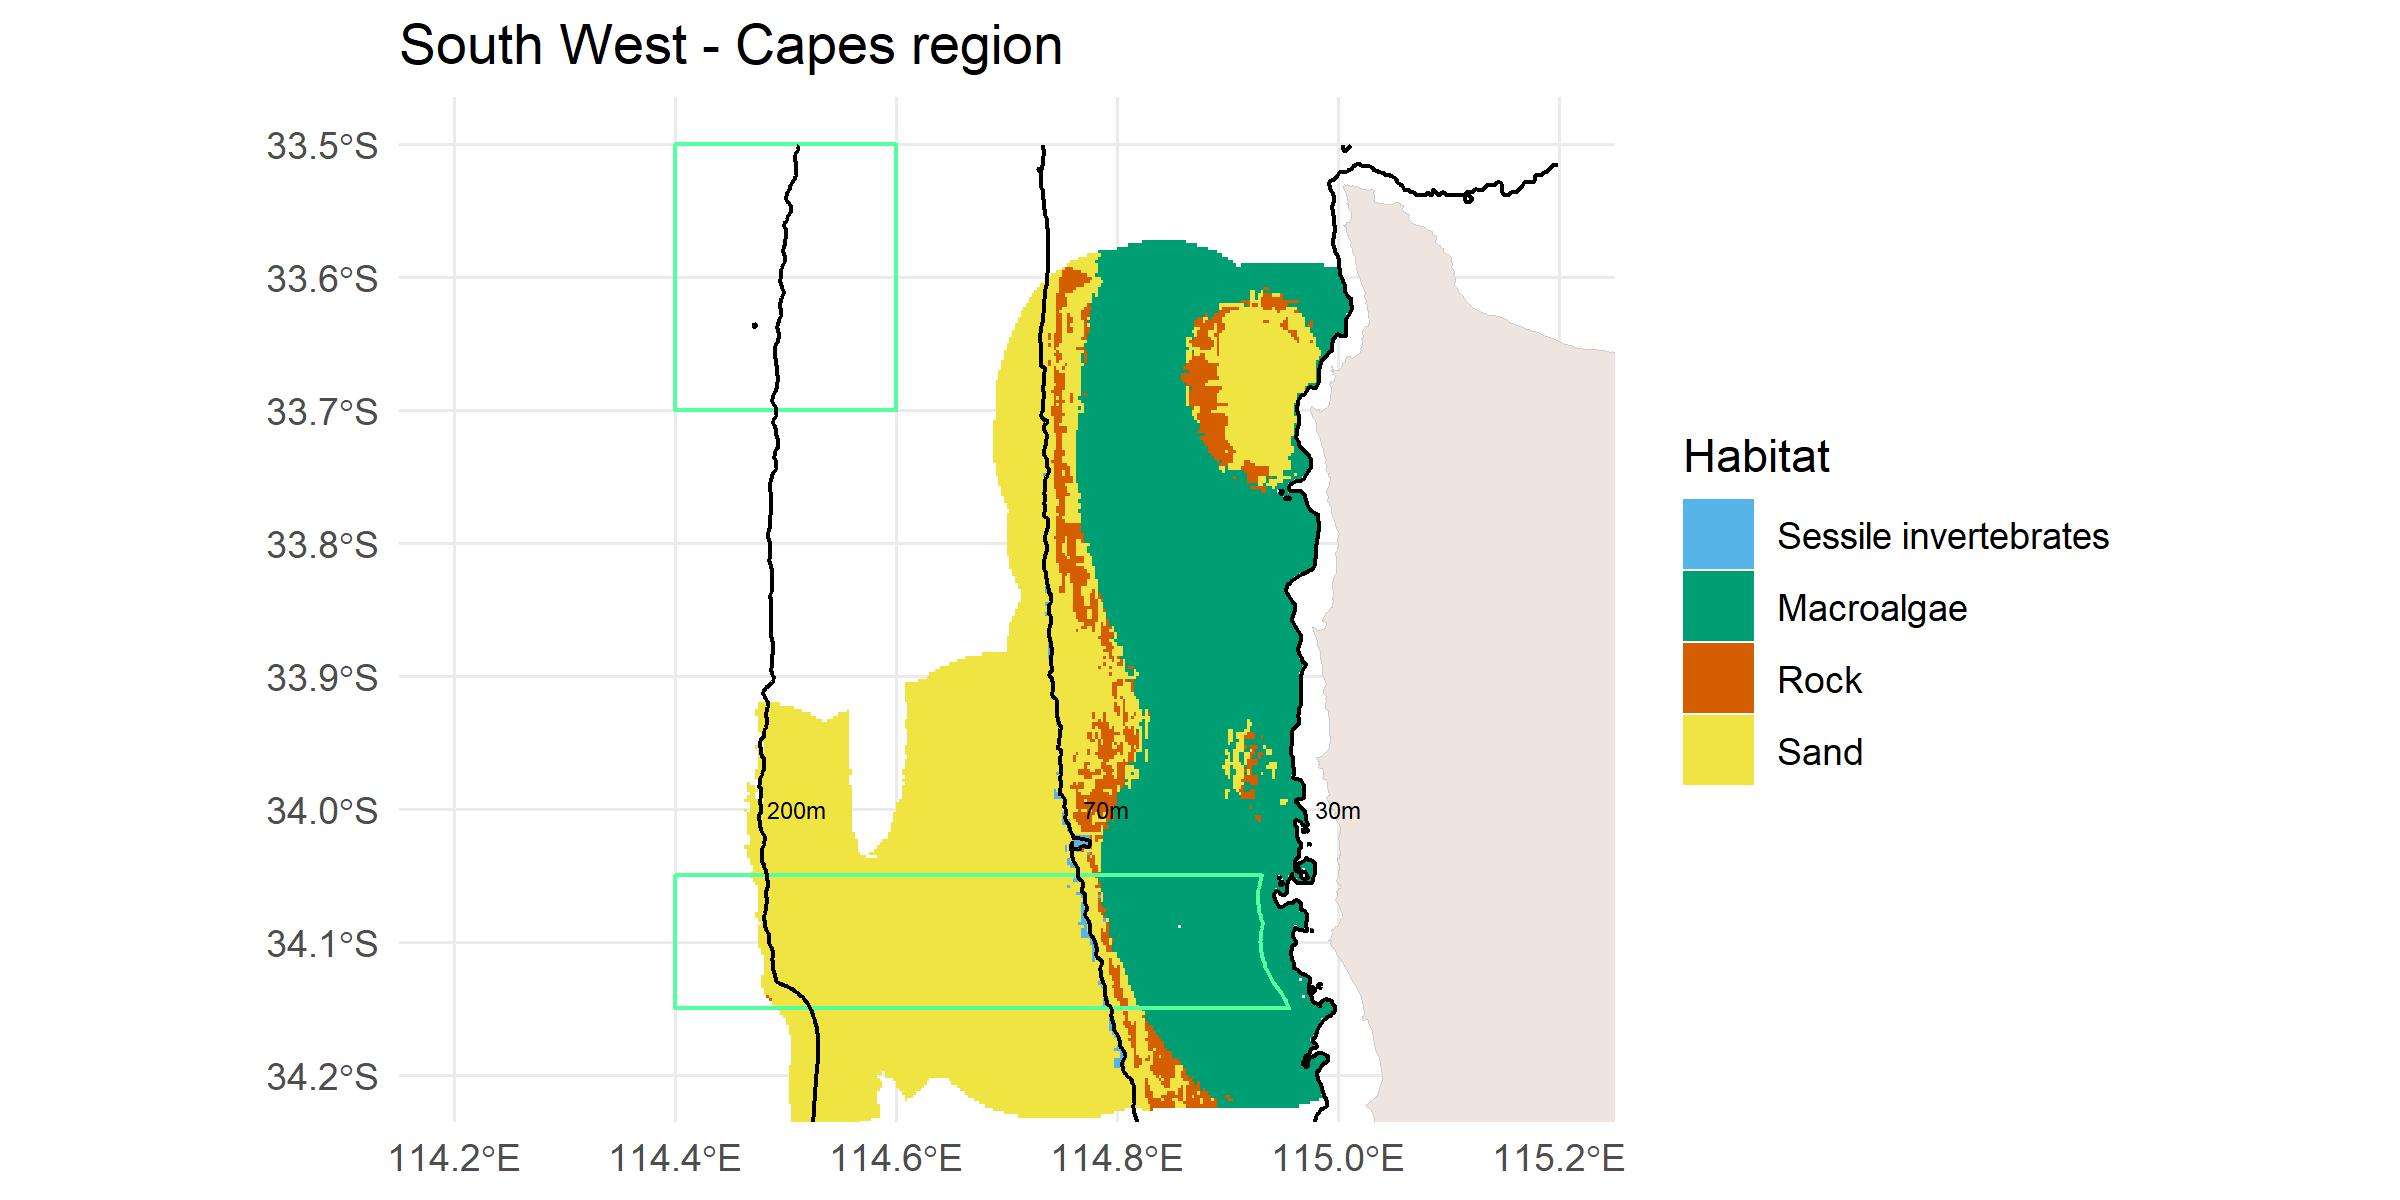 South West - Capes region
33.5°S
33.6°S
33.7°S
33.8°S
33.9°S
34.0°S
34.1°S
34.2°S
200m
70m
30m
114.2°E
114.4°E
114.6°E
114.8°E
115.0°E
115.2°E
Habitat
Sessile invertebrates
Macroalgae
Rock
Sand